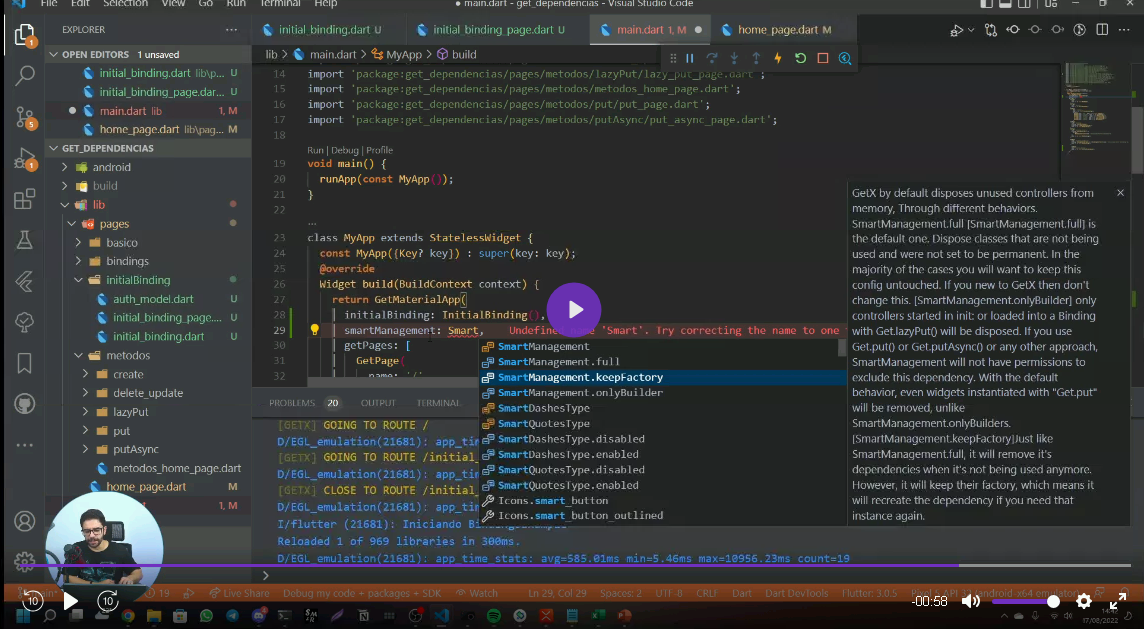 File Edit Selection View Go Run Terminal Help
● main.dart - get_dependencias - Visual Studio Code
EXPLORER ···
OPEN EDITORS 1 unsaved
initial_binding.dart lib\p... U
initial_binding_page.dar... U
main.dart lib 1, M
home_page.dart lib\pag... M
GET_DEPENDENCIAS
android
build
lib
pages
basico
bindings
initialBinding
auth_model.dart U
initial_binding_page.... U
initial_binding.dart U
metodos
create
delete_update
lazyPut
put
putAsync
metodos_home_page.dart
home_page.dart M
1, M
initial_binding.dart U
initial_binding_page.dart U
main.dart 1, M
home_page.dart M
lib > main.dart > MyApp > build
14 import 'package:get_dependencias/pages/metodos/lazyPut/lazy_put_page.dart';
15 import 'package:get_dependencias/pages/metodos/metodos_home_page.dart';
16 import 'package:get_dependencias/pages/metodos/put/put_page.dart';
17 import 'package:get_dependencias/pages/metodos/putAsync/put_async_page.dart';
18
Run | Debug | Profile
19 void main() {
20 runApp(const MyApp());
21 }
22
...
23 class MyApp extends StatelessWidget {
24 const MyApp({Key? key}) : super(key: key);
25 @override
26 Widget build(BuildContext context) {
27 return GetMaterialApp(
28 initialBinding: InitialBinding(),
29 smartManagement: Smart, Undefined name 'Smart'. Try correcting the name to one
30 getPages: [
31 GetPage(
32 name: '/'
SmartManagement
SmartManagement.full
SmartManagement.keepFactory
SmartManagement.onlyBuilder
SmartDashesType
SmartQuotesType
SmartDashesType.disabled
SmartDashesType.enabled
SmartQuotesType.disabled
SmartQuotesType.enabled
Icons.smart_button
Icons.smart_button_outlined
GetX by default disposes unused controllers from
memory, Through different behaviors.
SmartManagement.full [SmartManagement.full] is
the default one. Dispose classes that are not being
used and were not set to be permanent. In the
majority of the cases you will want to keep this
config untouched. If you new to GetX then don't
change this. [SmartManagement.onlyBuilder] only
controllers started in init: or loaded into a Binding
with Get.lazyPut() will be disposed. If you use
Get.put() or Get.putAsync() or any other approach,
SmartManagement will not have permissions to
exclude this dependency. With the default
behavior, even widgets instantiated with "Get.put"
will be removed, unlike
SmartManagement.onlyBuilders.
[SmartManagement.keepFactory]Just like
SmartManagement.full, it will remove it's
dependencies when it's not being used anymore.
However, it will keep their factory, which means it
will recreate the dependency if you need that
instance again.
PROBLEMS 20 OUTPUT TERMINAL
[GETX] GOING TO ROUTE /
D/EGL_emulation(21681): app_tim
[GETX] GOING TO ROUTE /initial_
D/EGL_emulation(21681): app_tim
[GETX] CLOSE TO ROUTE /initial_
D/EGL_emulation(21681): app_tim
I/flutter (21681): Iniciando
Reloaded 1 of 969 libraries in 300ms.
D/EGL_emulation(21681): app_time_stats: avg=585.01ms min=5.46ms max=10956.23ms count=19
19 Live Share Debug my code + packages + SDK Watch Ln 29, Col 29 Spaces: 2 UTF-8 CRLF Dart Dart DevTools Flutter: 3.0.5
10 10 -00:58
14:42
17/08/2022